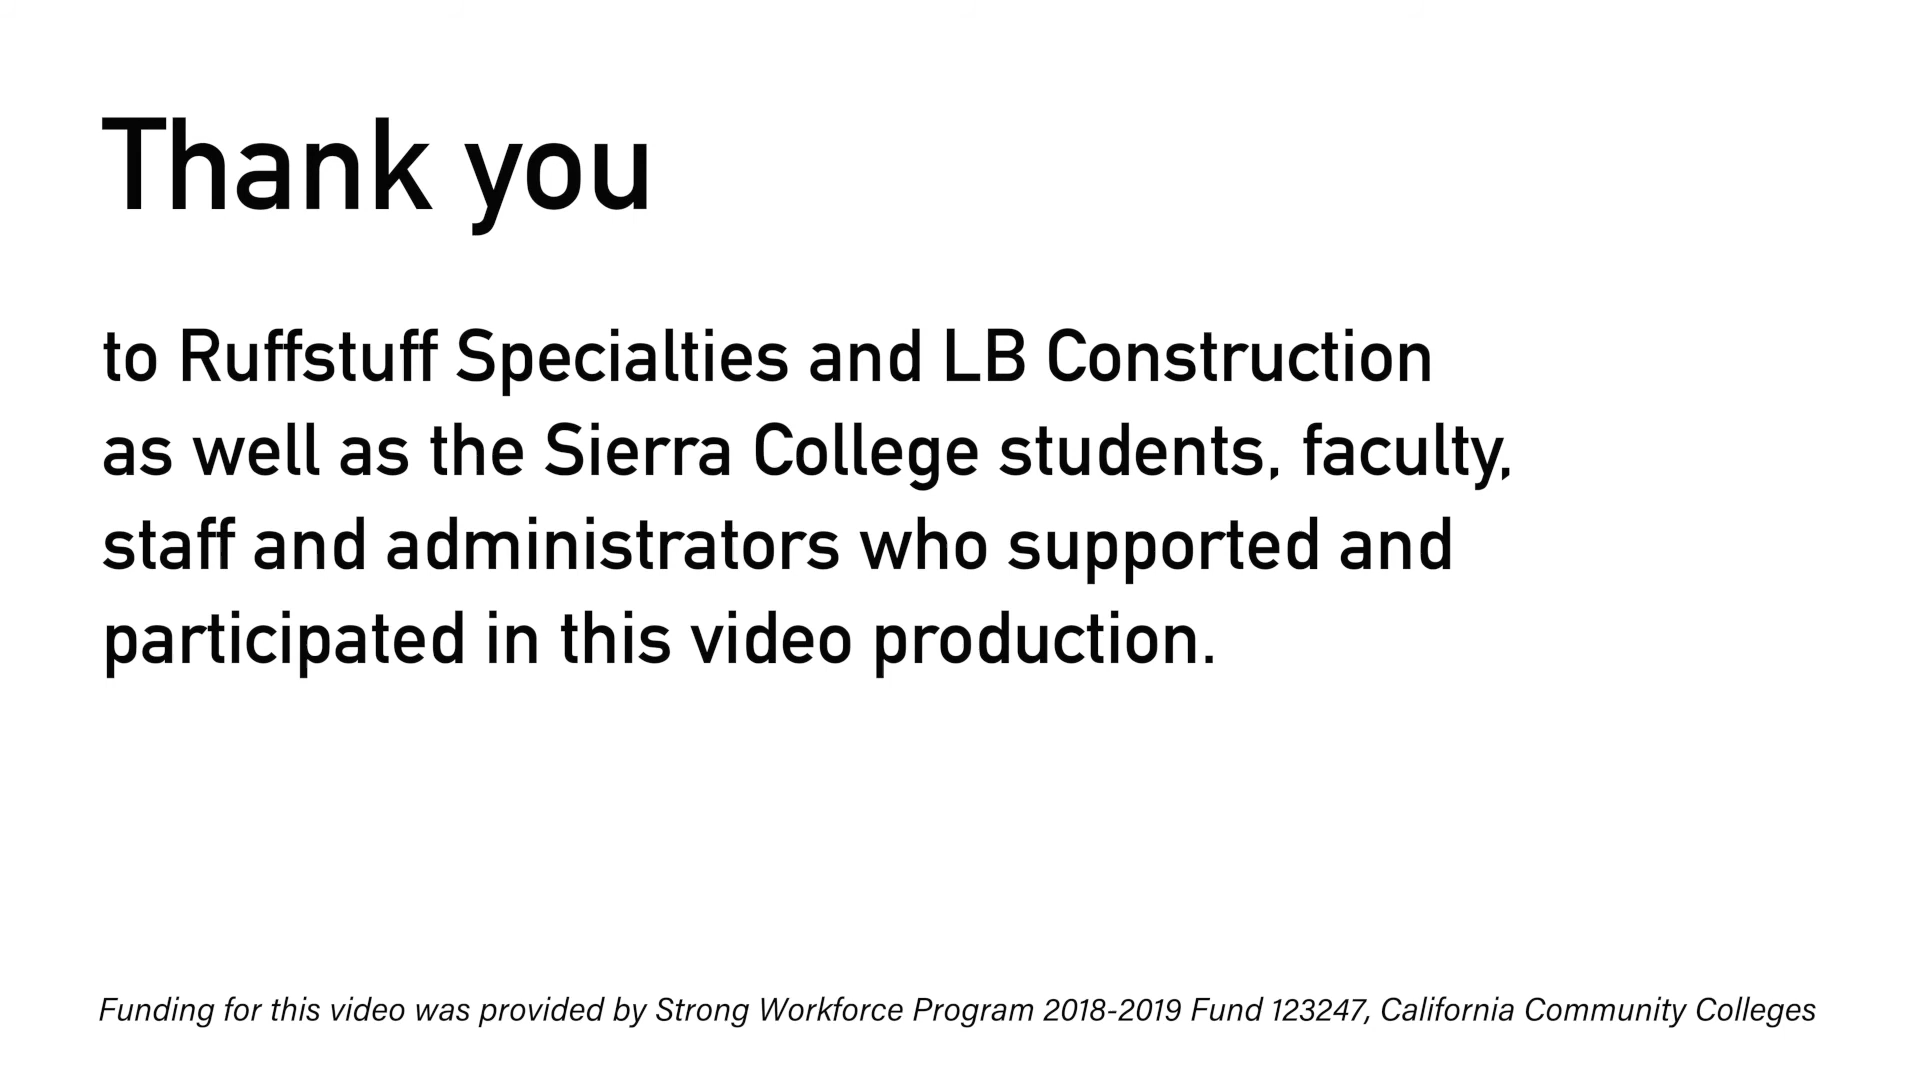 Thank you
to Ruffstuff Specialties and LB Construction
as well as the Sierra College students, faculty,
staff and administrators who supported and
participated in this video production.
Funding for this video was provided by Strong Workforce Program 2018-2019 Fund 123247, California Community Colleges